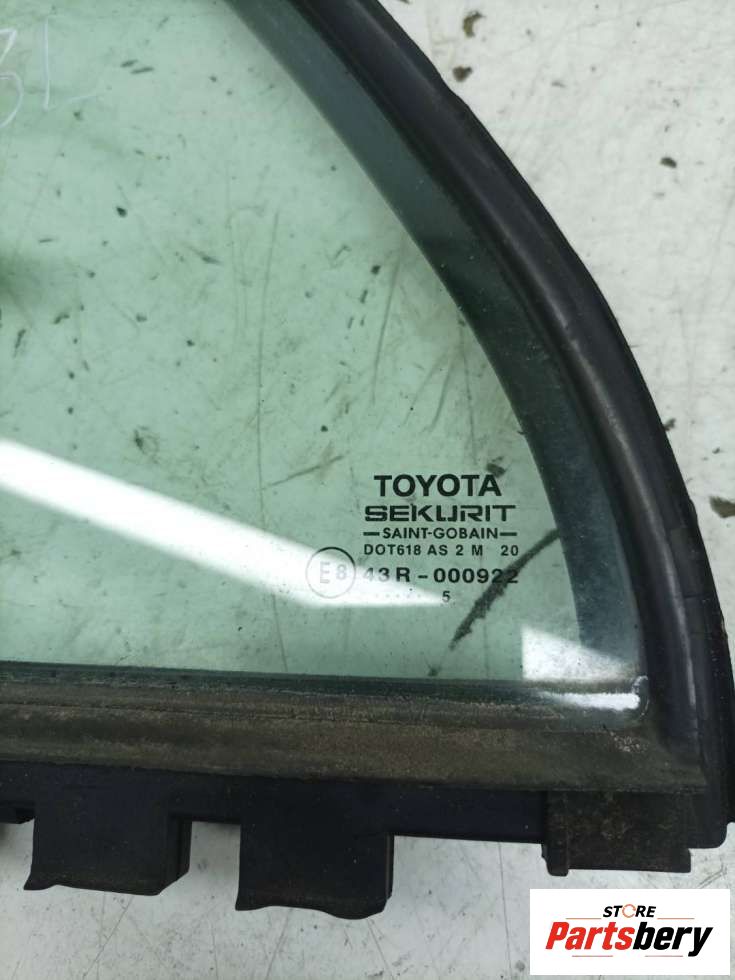 TOYOTA
SEKURIT
SAINT-GOBAIN
DOT618 AS 2 M 20
E8 43R-000922
5
STORE
Partsbery